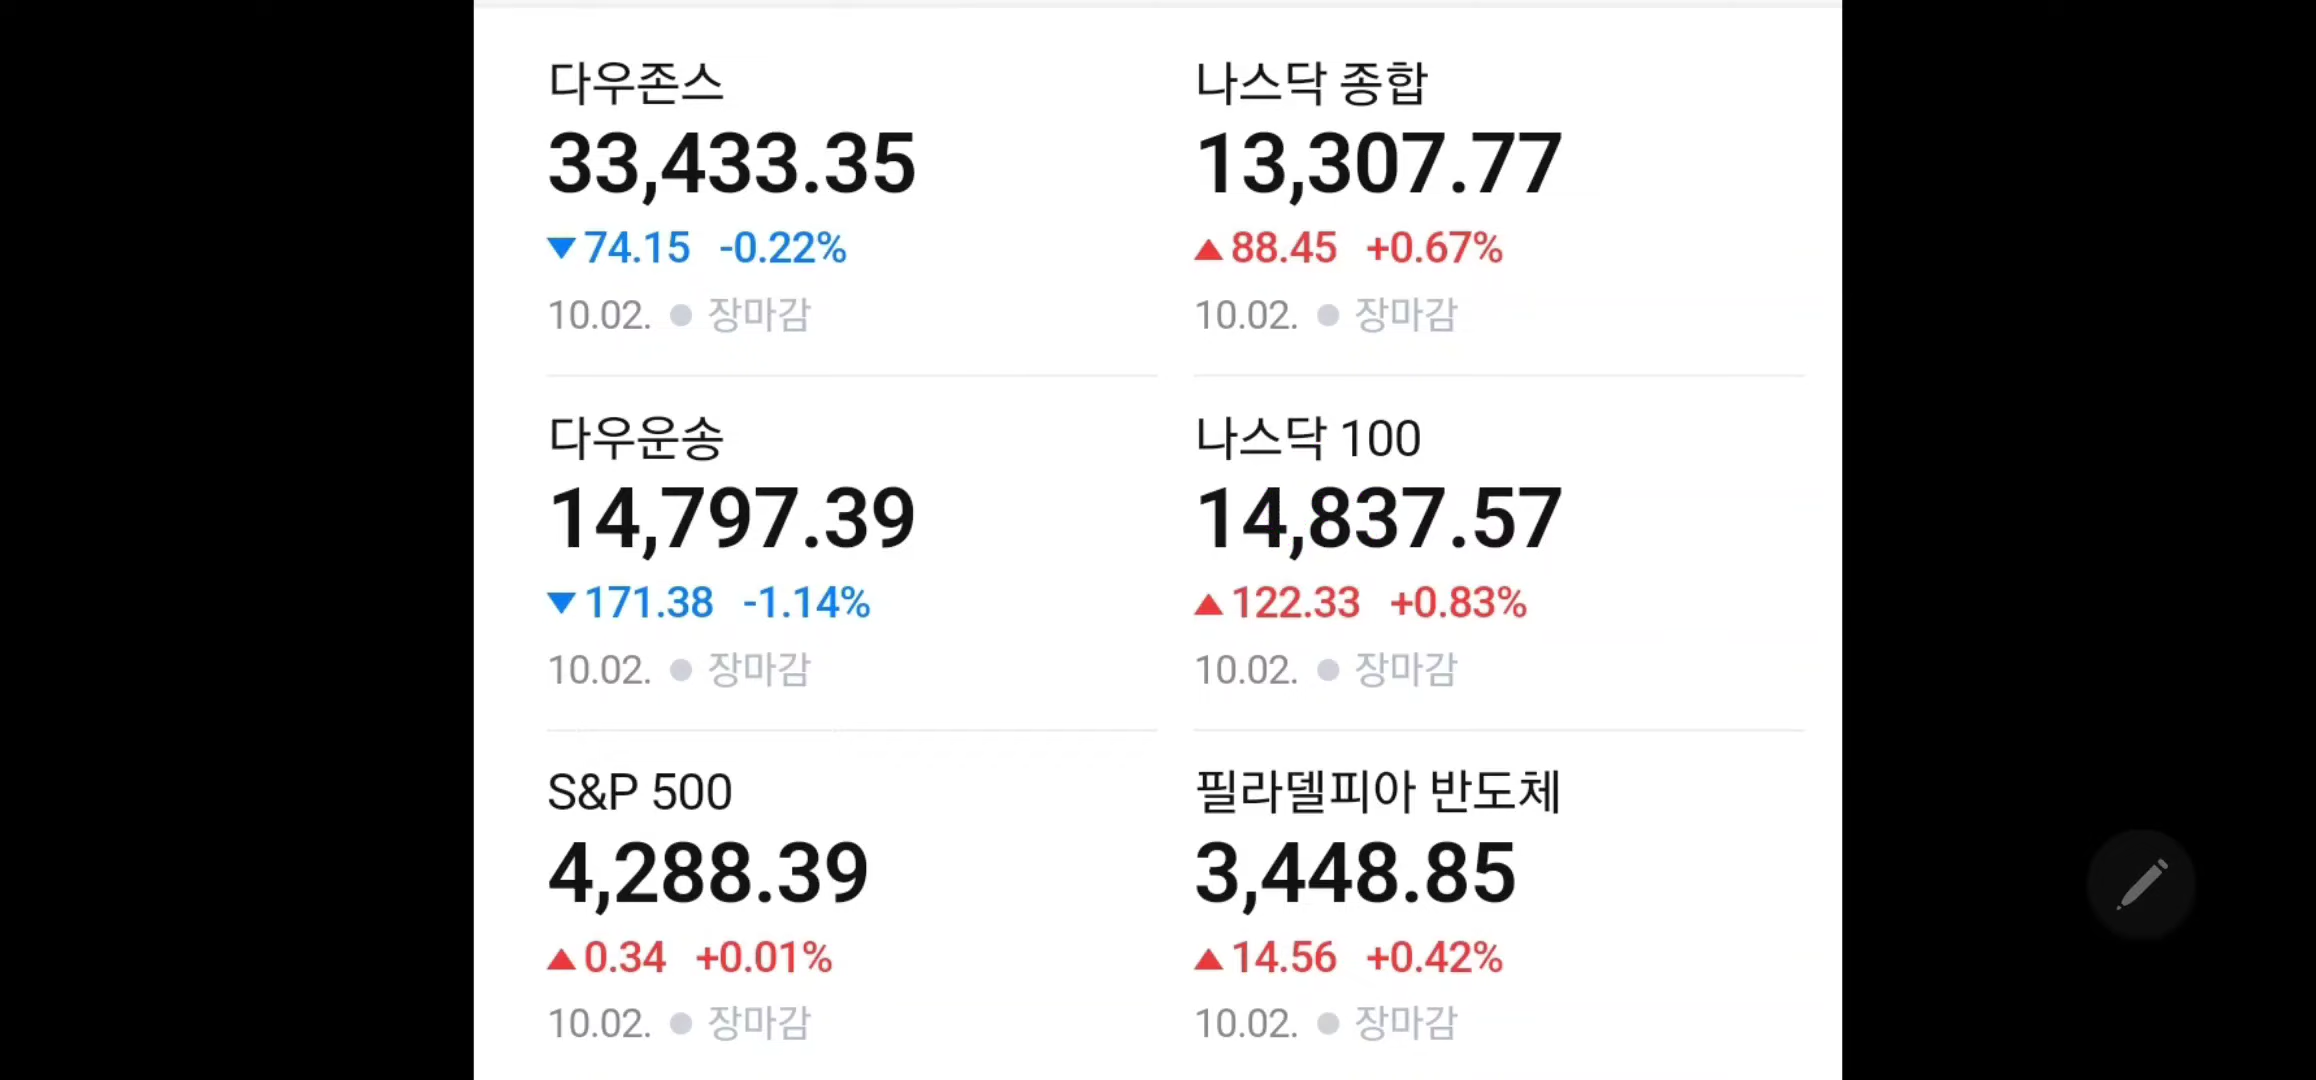 다우존스
33,433.35
▼74.15 -0.22%
10.02. ● 장마감
나스닥 종합
13,307.77
▲88.45 +0.67%
10.02. ● 장마감
다우운송
14,797.39
▼171.38 -1.14%
10.02. ● 장마감
나스닥 100
14,837.57
▲122.33 +0.83%
10.02. ● 장마감
S&P 500
4,288.39
▲0.34 +0.01%
10.02. ● 장마감
필라델피아 반도체
3,448.85
▲14.56 +0.42%
10.02. ● 장마감